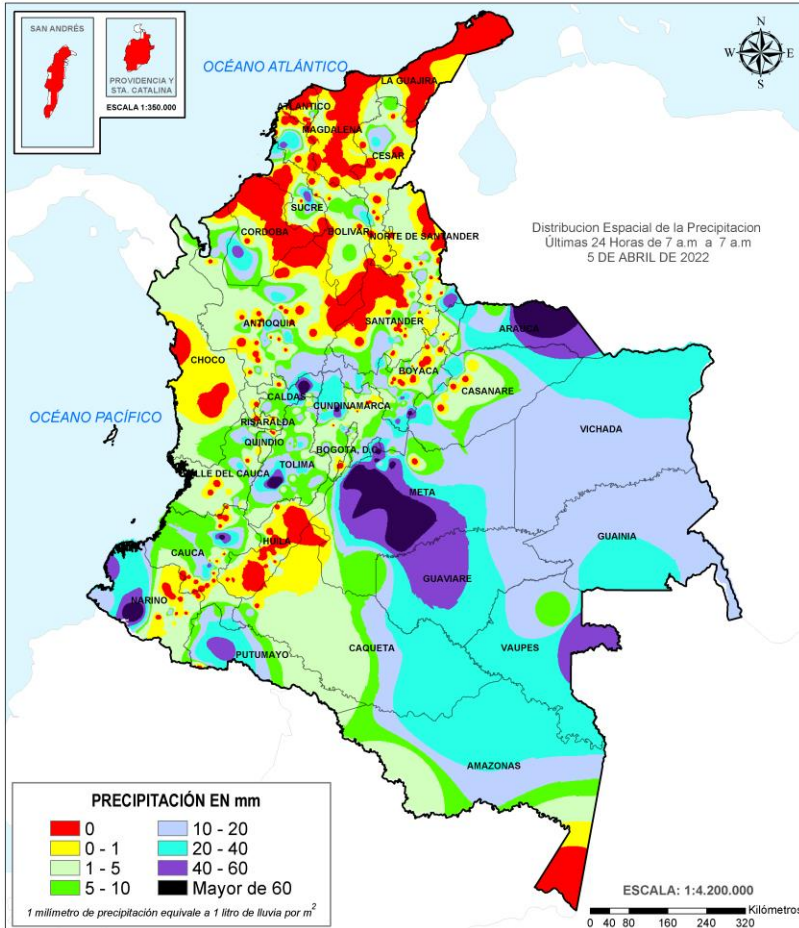 SAN ANDRÉS
PROVIDENCIA Y
STA. CATALINA
ESCALA 1:350.000
OCÉANO ATLÁNTICO
N
W E
S
LA GUAJIRA
ATLANTICO
MAGDALENA
CESAR
SUCRE
CORDOBA
BOLIVAR
NORTE DE SANTANDER
Distribucion Espacial de la Precipitacion
Últimas 24 Horas de 7 a.m a 7 a.m
5 DE ABRIL DE 2022
ANTIOQUIA
SANTANDER
ARAUCA
CHOCO
BOYACA
CASANARE
CALDAS
CUNDINAMARCA
OCÉANO PACÍFICO
RISARALDA
VICHADA
QUINDIO
BOGOTA, D.C.
TOLIMA
VALLE DEL CAUCA
META
GUAINIA
HUILA
CAUCA
GUAVIARE
NARINO
CAQUETA
VAUPES
PUTUMAYO
AMAZONAS
PRECIPITACIÓN EN mm
0 10 - 20
0 - 1 20 - 40
1 - 5 40 - 60
5 - 10 Mayor de 60
1 milímetro de precipitación equivale a 1 litro de lluvia por m²
ESCALA: 1:4.200.000
Kilómetros
0 40 80 160 240 320